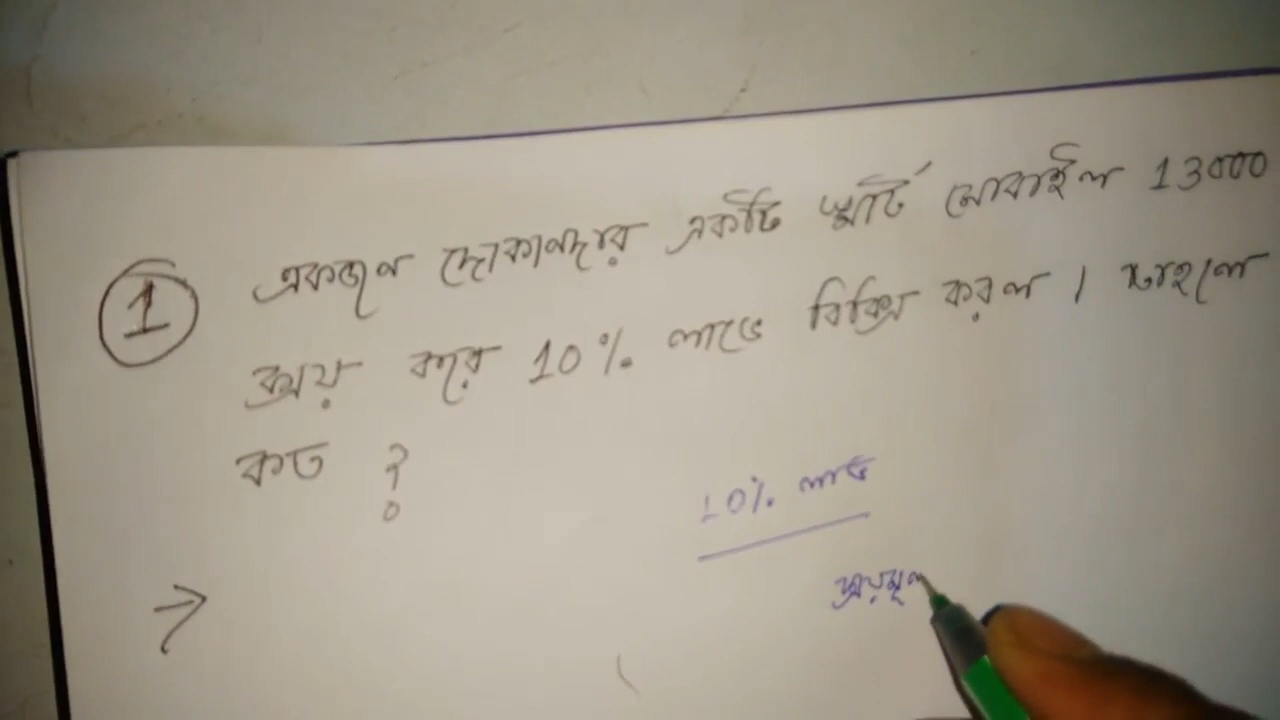 1 একজন দোকানদার একটি স্মার্ট মোবাইল 13000
ক্রয় করে 10% লাভে বিক্রি করল। তাহলে
কত ?
10% লাভ
→ ক্রয়মূল